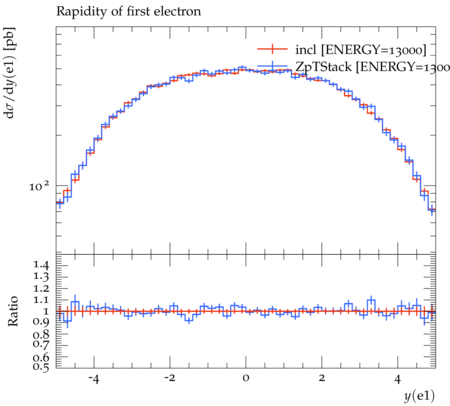 Rapidity of first electron
dσ/dy(e1) [pb]
incl [ENERGY=13000]
ZpTStack [ENERGY=1300
10²
Ratio
1.4
1.3
1.2
1.1
1
0.9
0.8
0.7
0.6
0.5
-4 -2 0 2 4
y(e1)